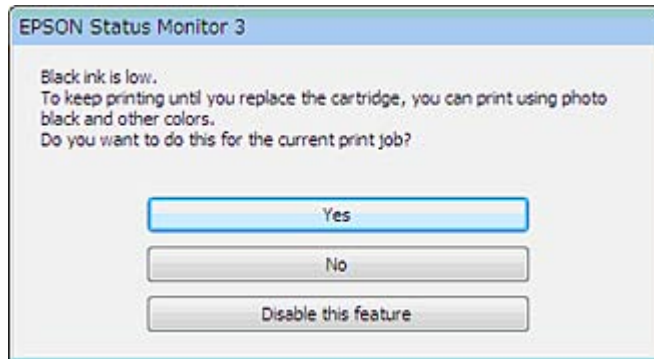 EPSON Status Monitor 3
Black ink is low.
To keep printing until you replace the cartridge, you can print using photo
black and other colors.
Do you want to do this for the current print job?
Yes
No
Disable this feature